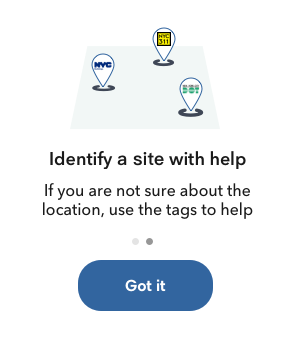 NYC
311
NYC
DOT
Identify a site with help
If you are not sure about the
location, use the tags to help
Got it